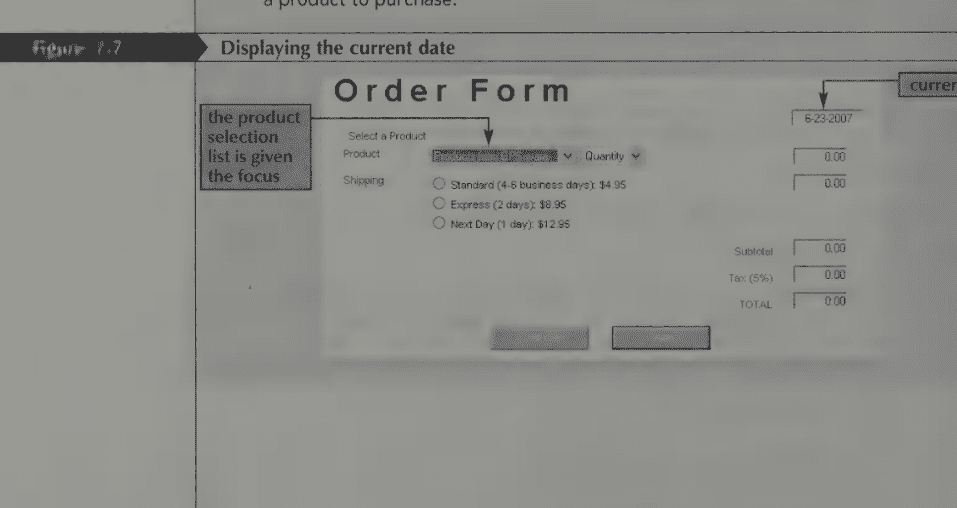 a product to purchase.
Figure 7.7
Displaying the current date
Order Form
curren
the product
selection
list is given
the focus
6-23-2007
Select a Product
Product
Quantity
0.00
Shipping
Standard (4-6 business days): $4.95
0.00
Express (2 days): $8.95
Next Day (1 day): $12.95
Subtotal
0.00
Tax (5%)
0.00
TOTAL
0.00